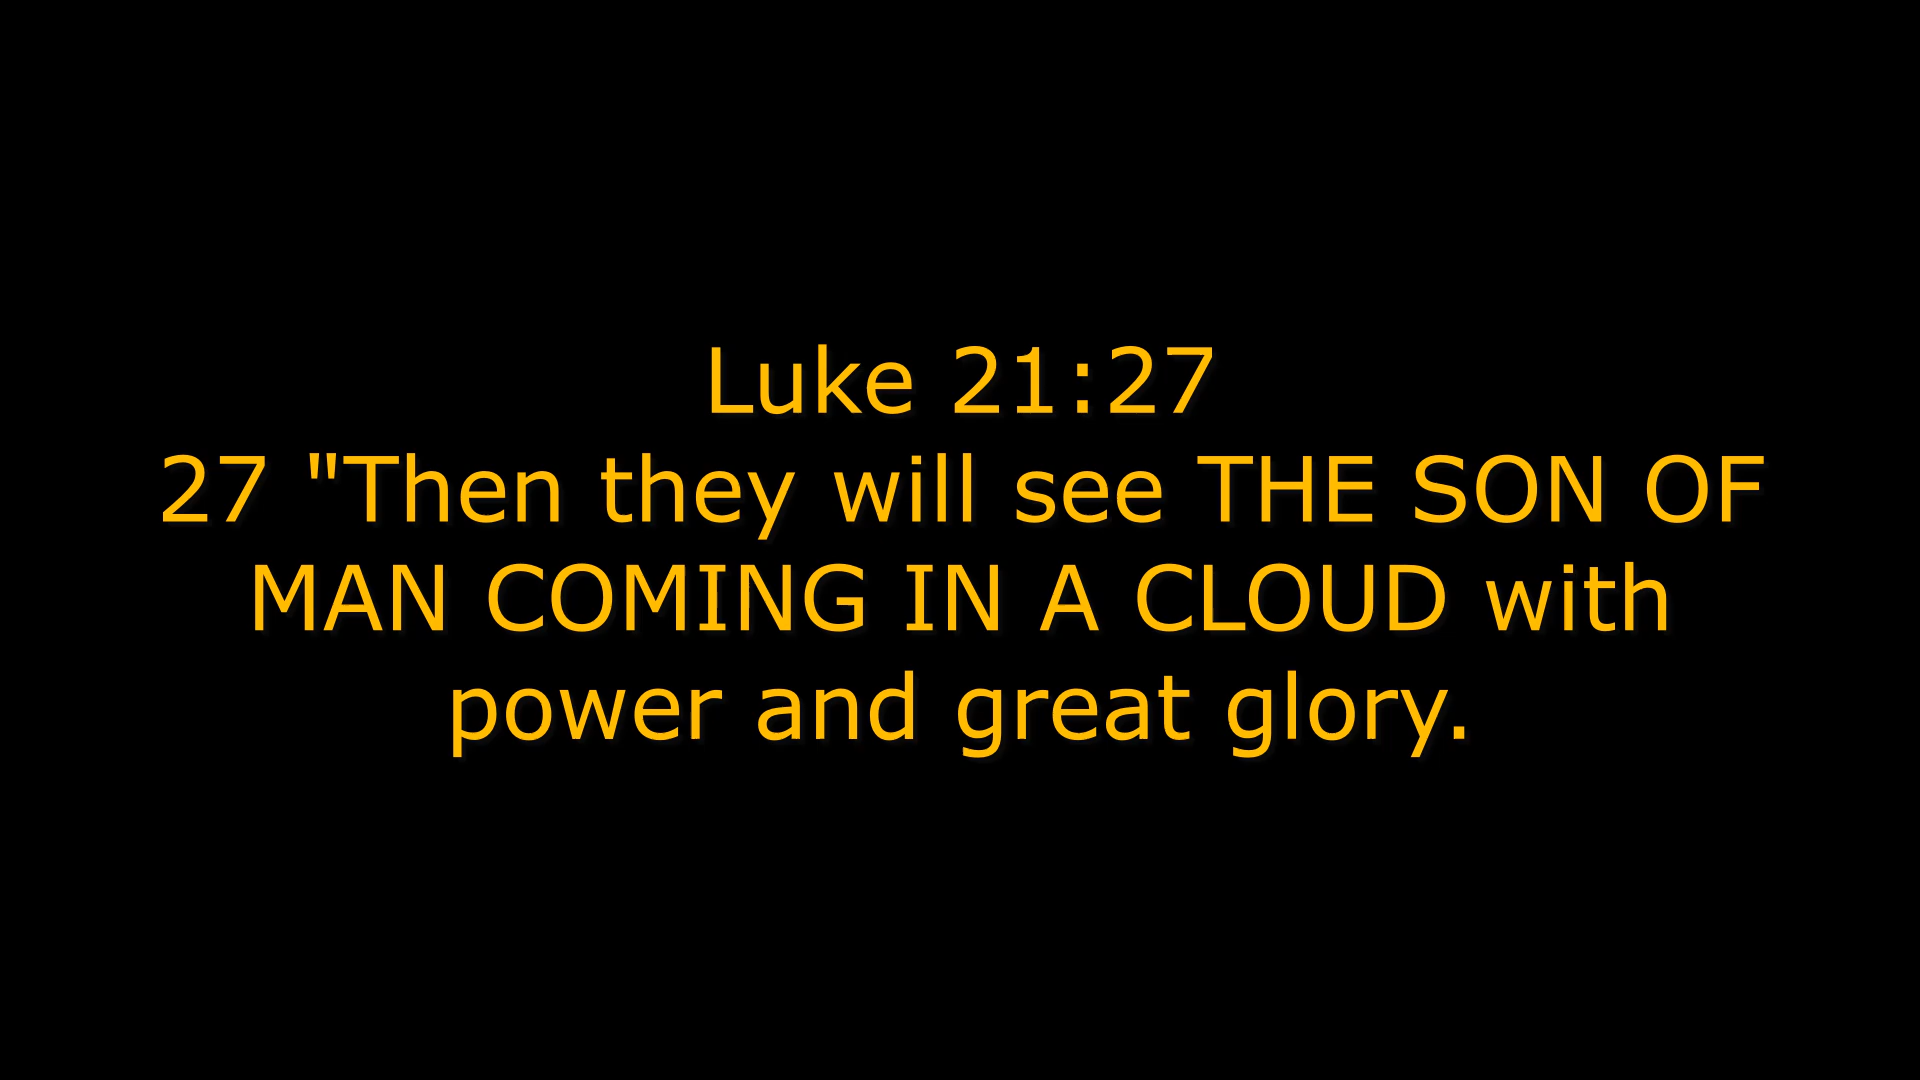 Luke 21:27
27 "Then they will see THE SON OF
MAN COMING IN A CLOUD with
power and great glory.